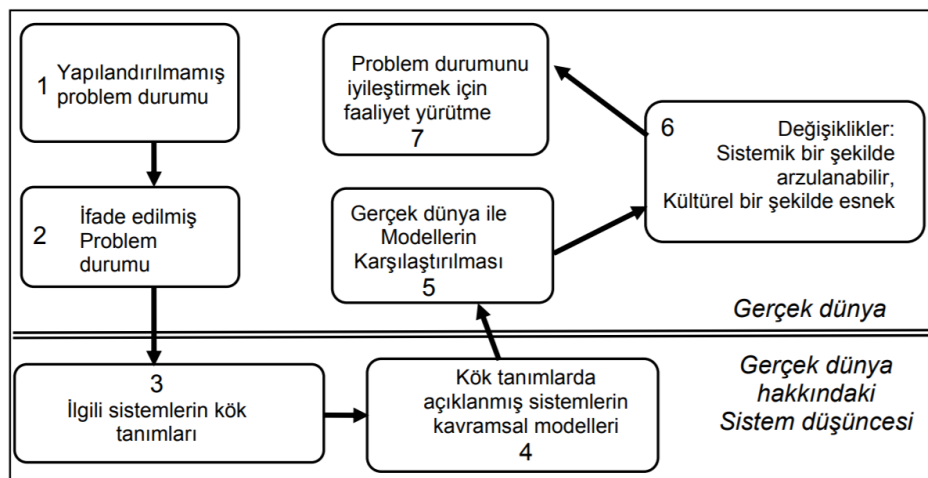 1
Yapılandırılmamış
problem durumu
2
İfade edilmiş
Problem
durumu
3
İlgili sistemlerin kök
tanımları
Kök tanımlarda
açıklanmış sistemlerin
kavramsal modelleri
4
Gerçek dünya ile
Modellerin
Karşılaştırılması
5
6
Değişiklikler:
Sistemik bir şekilde
arzulanabilir,
Kültürel bir şekilde esnek
Problem durumunu
iyileştirmek için
faaliyet yürütme
7
Gerçek dünya
Gerçek dünya
hakkındaki
Sistem düşüncesi